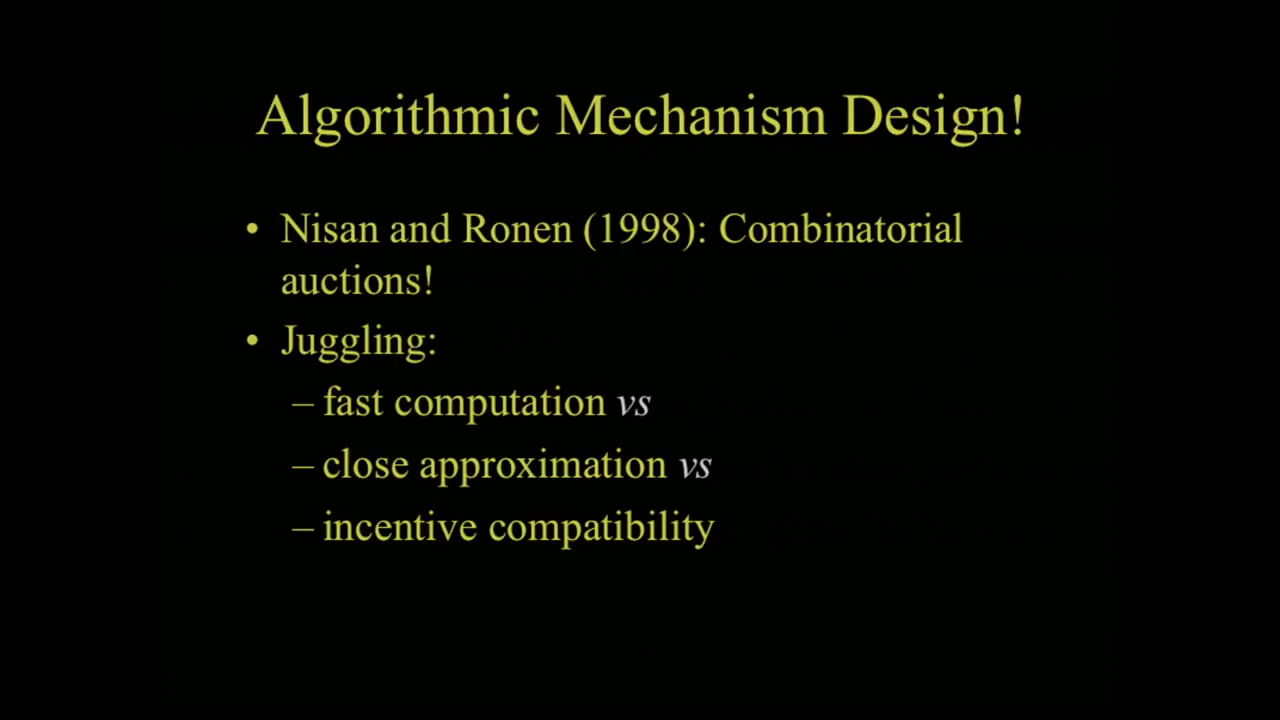 Algorithmic Mechanism Design!
• Nisan and Ronen (1998): Combinatorial
auctions!
• Juggling:
– fast computation vs
– close approximation vs
– incentive compatibility